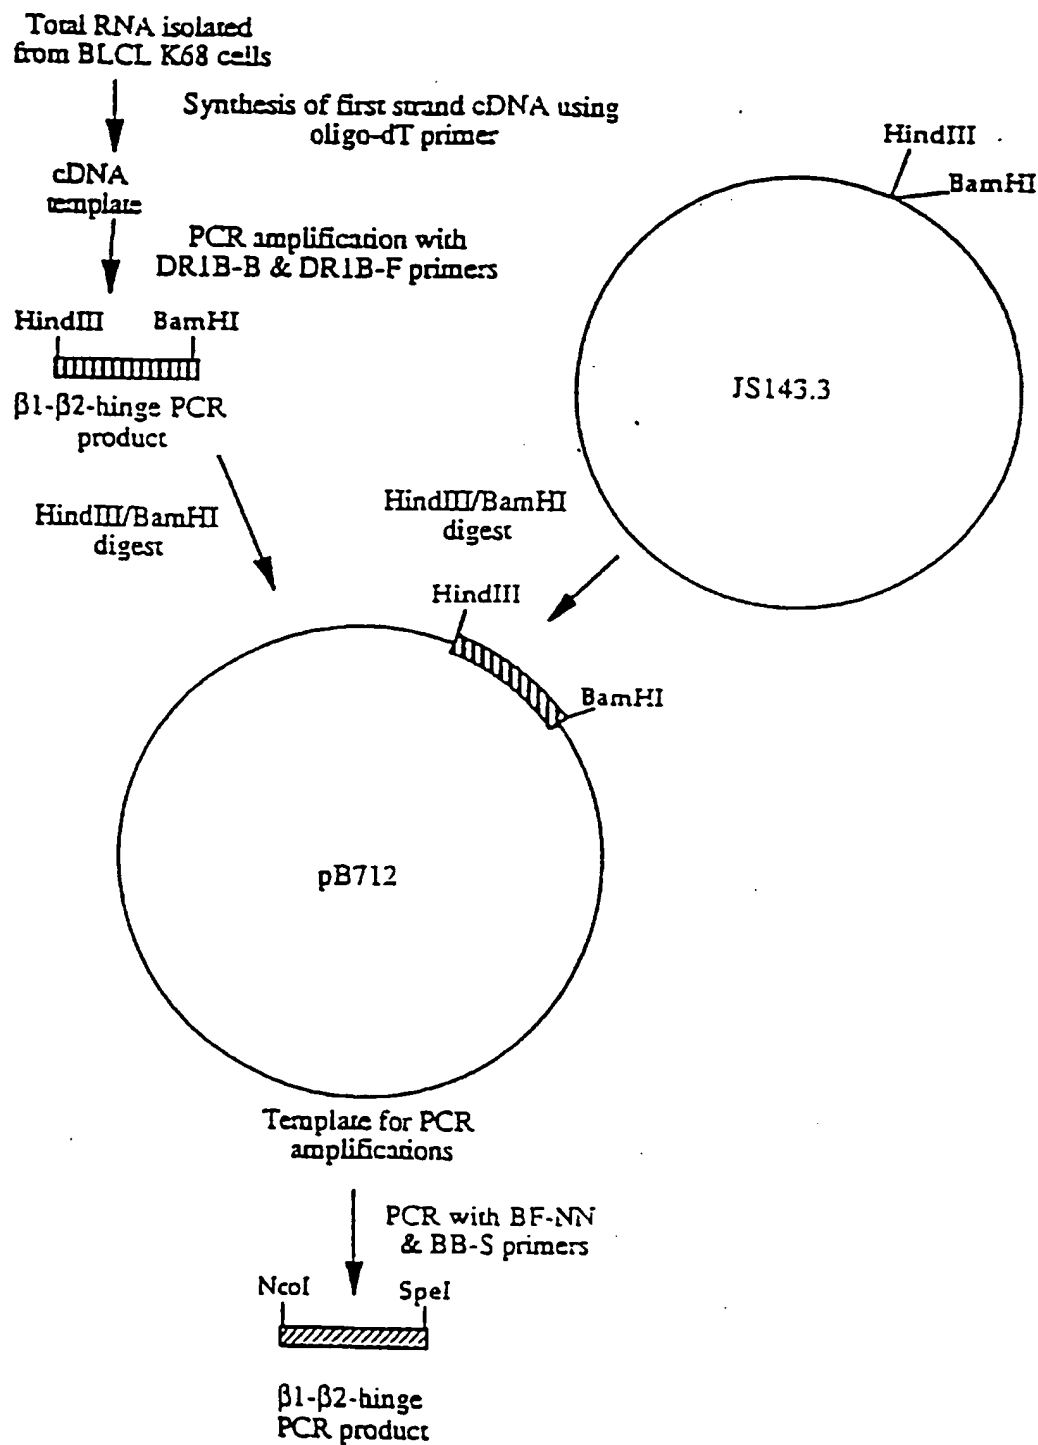 Total RNA isolated
from BLCL K68 cells
Synthesis of first strand cDNA using
oligo-dT primer
cDNA
template
PCR amplification with
DR1B-B & DR1B-F primers
HindIII
BamHI
β1-β2-hinge PCR
product
HindIII/BamHI
digest
HindIII
BamHI
JS143.3
HindIII/BamHI
digest
HindIII
BamHI
pB712
Template for PCR
amplifications
PCR with BF-NN
& BB-S primers
NcoI
SpeI
β1-β2-hinge
PCR product